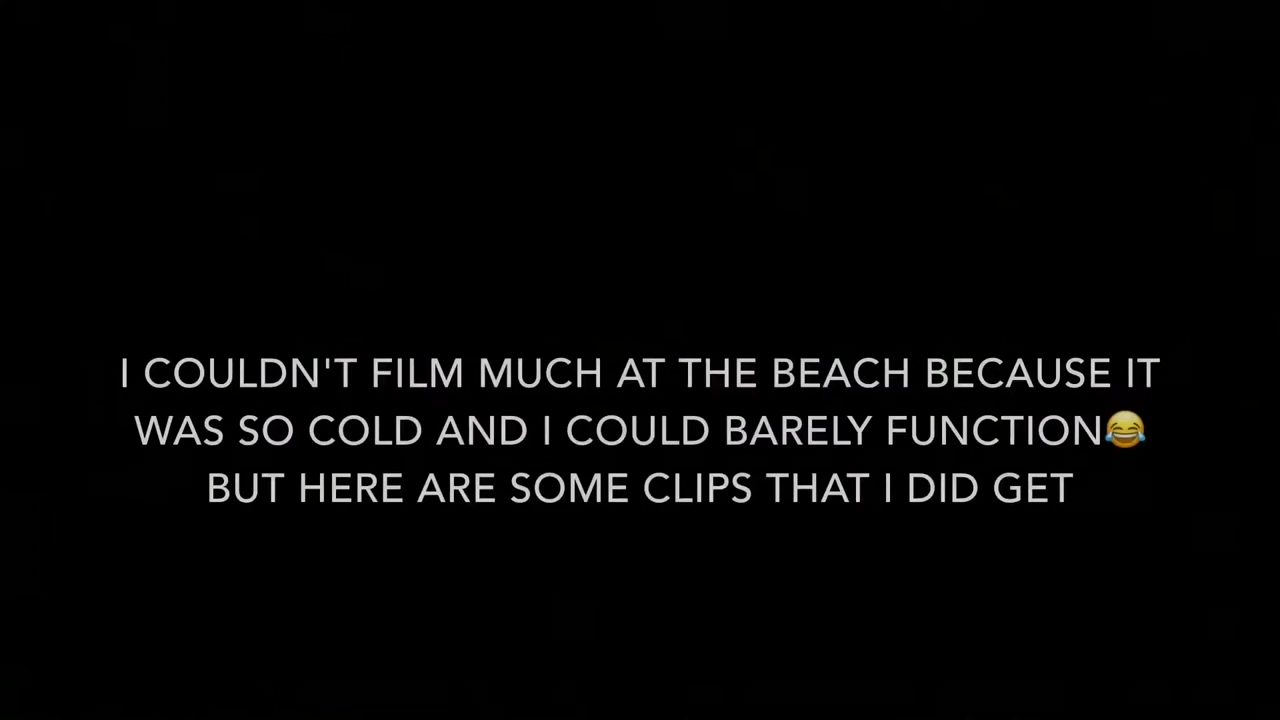 I COULDN'T FILM MUCH AT THE BEACH BECAUSE IT
WAS SO COLD AND I COULD BARELY FUNCTION😂
BUT HERE ARE SOME CLIPS THAT I DID GET